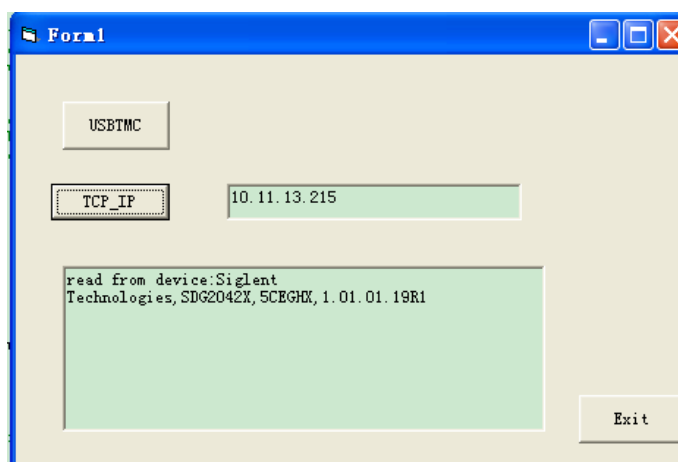 Form1
USBTMC
TCP_IP
10.11.13.215
read from device:Siglent
Technologies,SDG2042X,5CEGHX,1.01.01.19R1
Exit